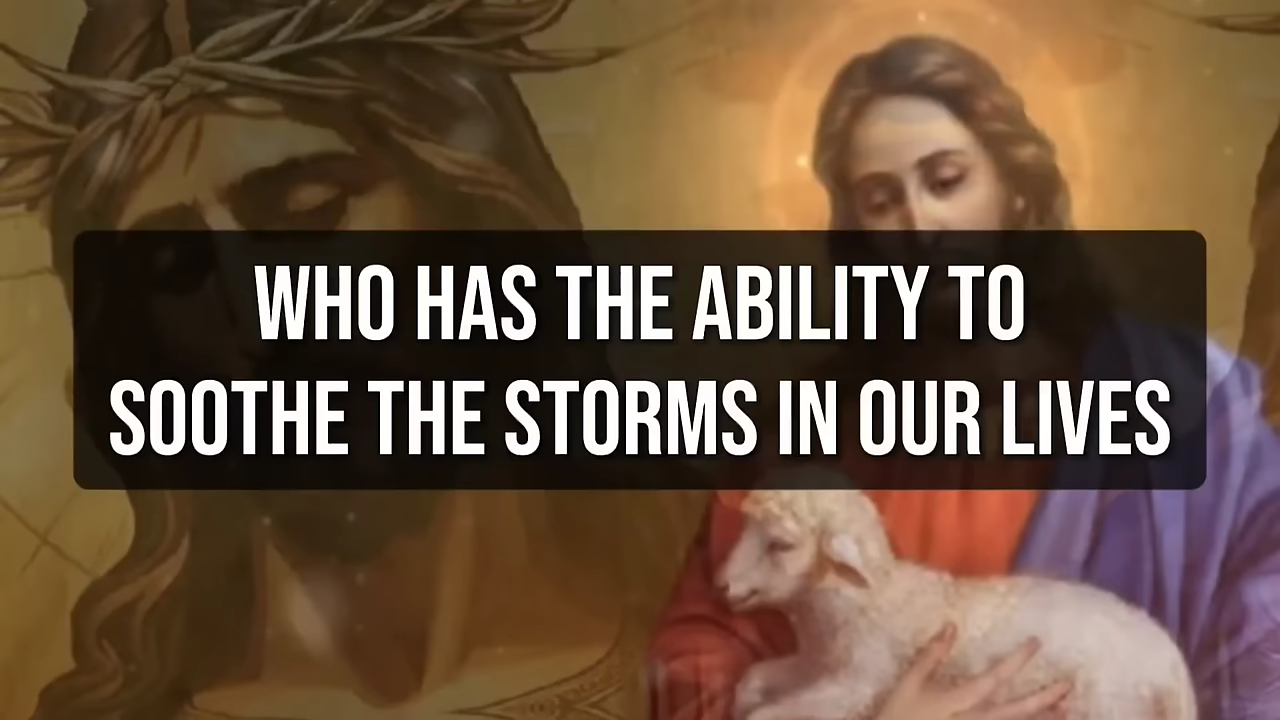 WHO HAS THE ABILITY TO
SOOTHE THE STORMS IN OUR LIVES